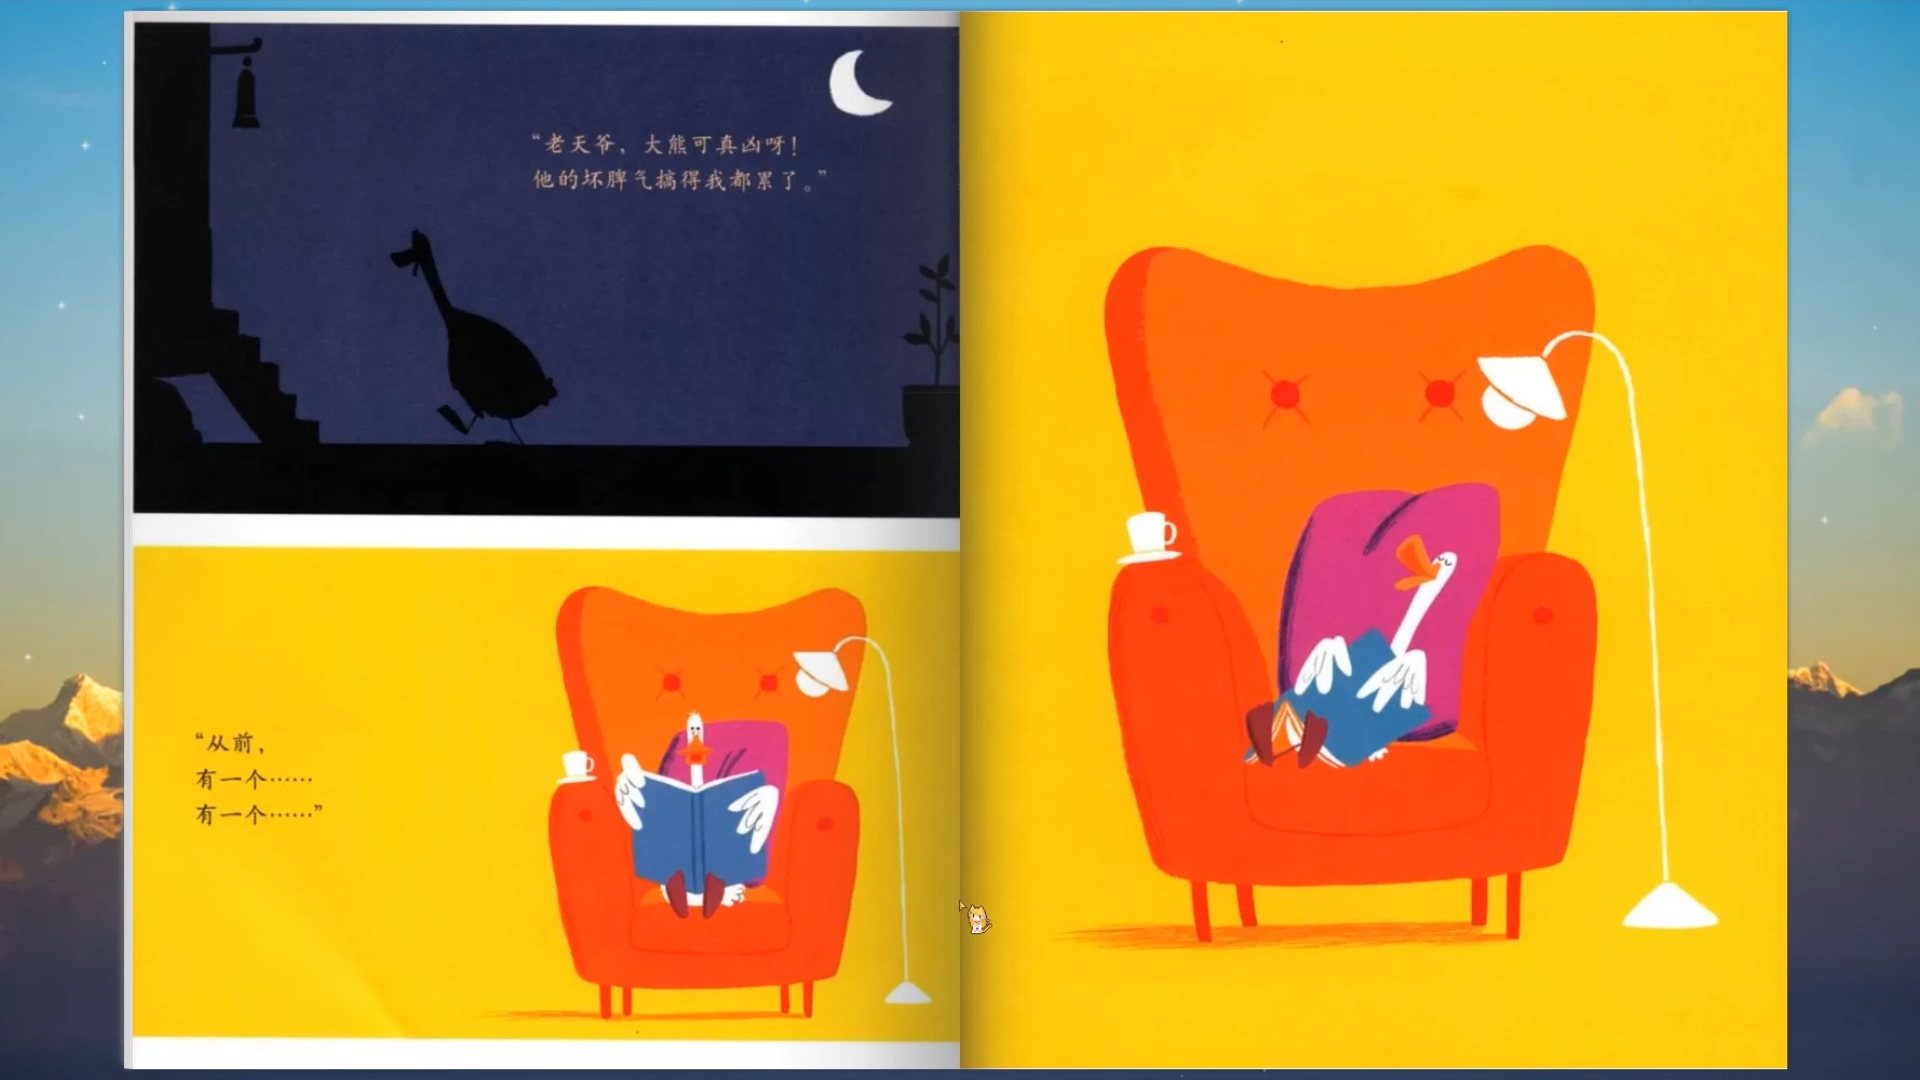 “老天爷，大熊可真凶呀！
他的坏脾气搞得我都累了。”
“从前，
有一个……
有一个……”